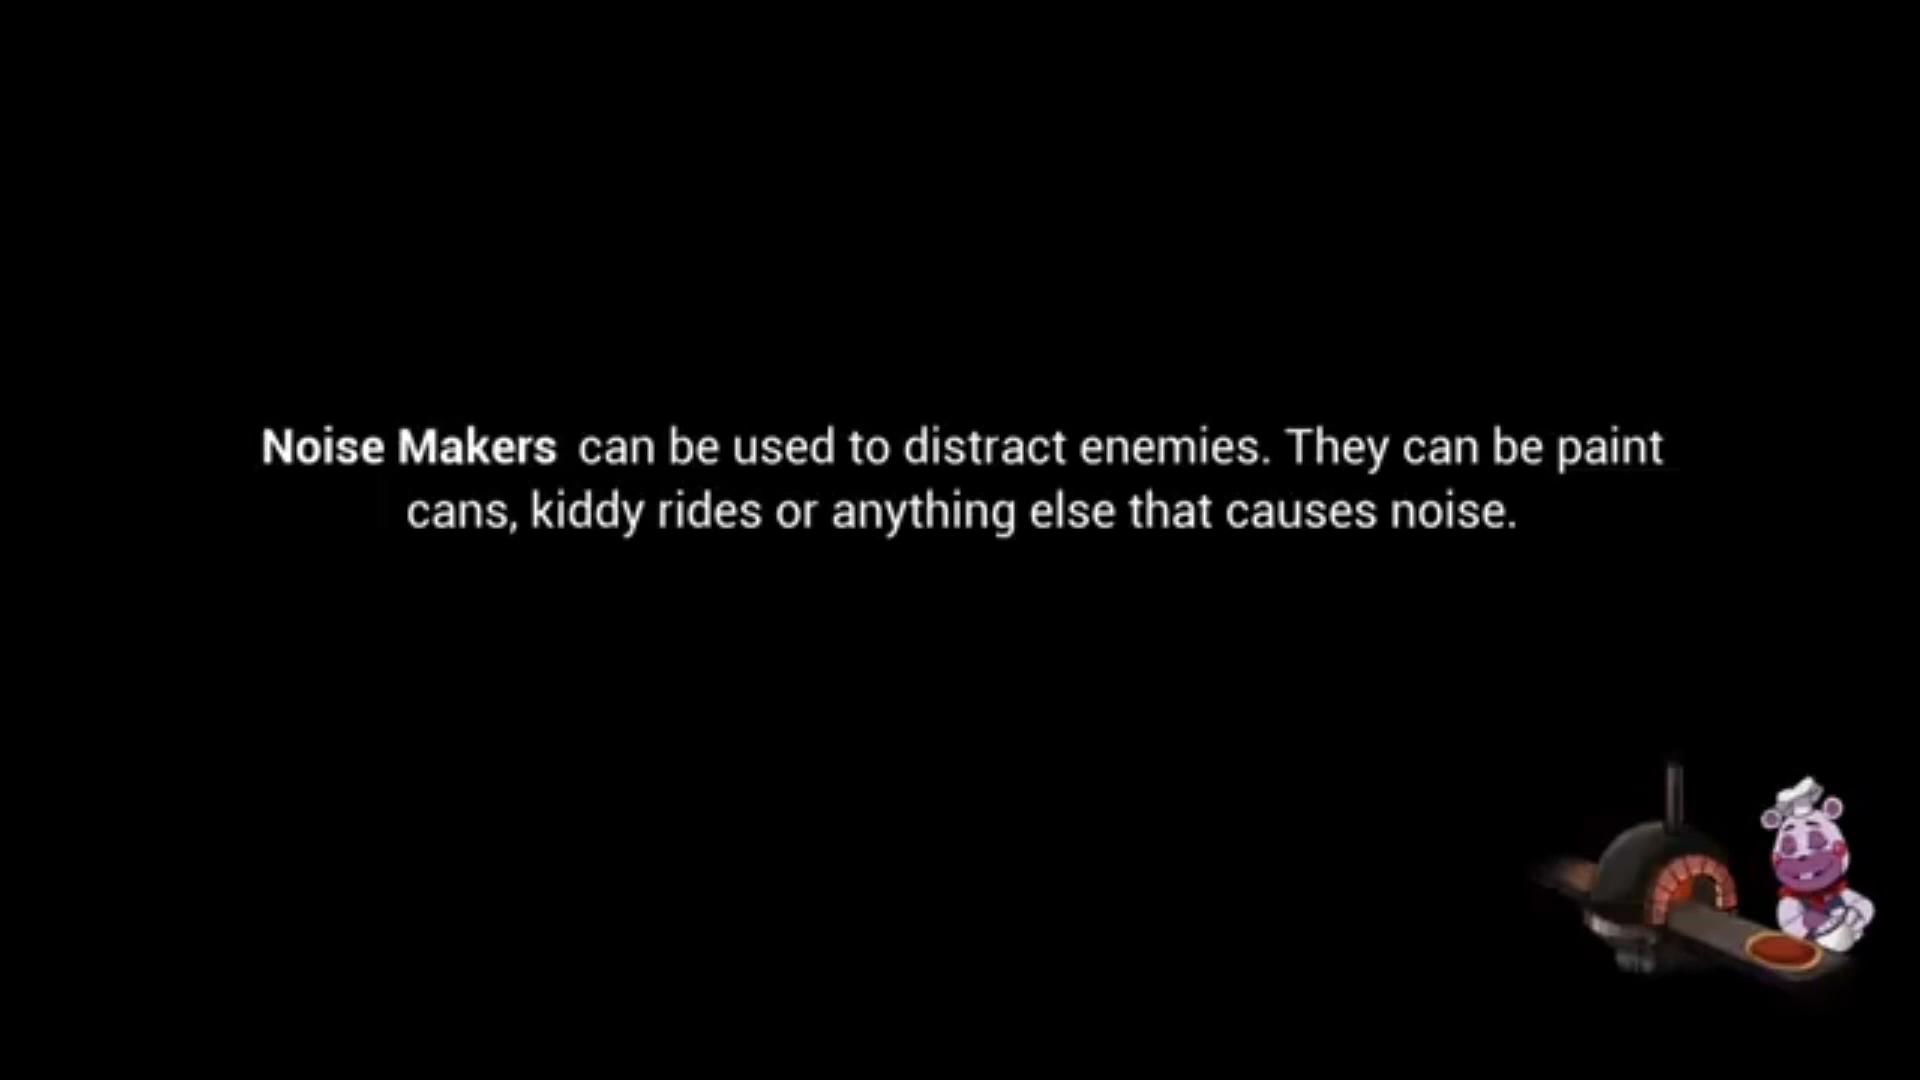 Noise Makers can be used to distract enemies. They can be paint
cans, kiddy rides or anything else that causes noise.